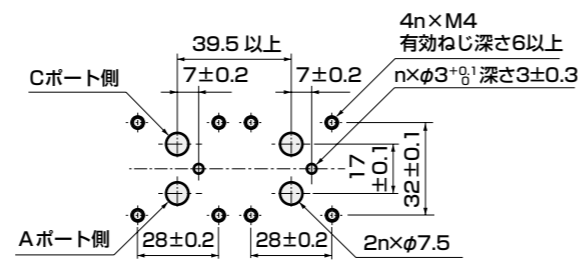 4n×M4
有効ねじ深さ6以上
39.5 以上
7±0.2
7±0.2
Cポート側
n×φ3 +0.1 0 深さ3±0.3
17
±0.1
32±0.1
Aポート側
28±0.2
28±0.2
2n×φ7.5